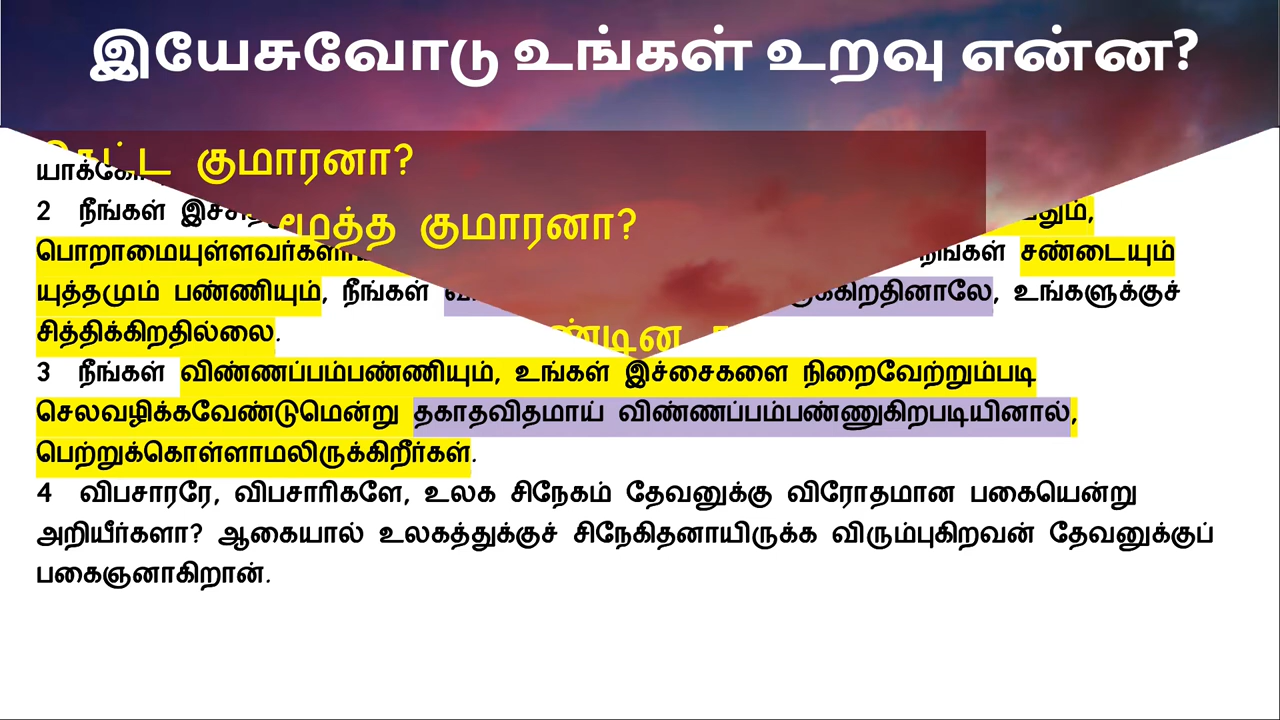 இயேசுவோடு உங்கள் உறவு என்ன?
கெட்ட குமாரனா?
மூத்த குமாரனா?
2 நீங்கள்
நீங்கள் சண்டையும்
யுத்தமும் பண்ணியும், நீங்கள் உங்களுக்குச்
சித்திக்கிறதில்லை.
3 நீங்கள் விண்ணப்பம்பண்ணியும், உங்கள் இச்சைகளை நிறைவேற்றும்படி
செலவழிக்கவேண்டுமென்று தகாதவிதமாய் விண்ணப்பம்பண்ணுகிறபடியினால்,
பெற்றுக்கொள்ளாமலிருக்கிறீர்கள்.
4 விபசாரரே, விபசாரிகளே, உலக சிநேகம் தேவனுக்கு விரோதமான பகையென்று
அறியீர்களா? ஆகையால் உலகத்துக்குச் சிநேகிதனாயிருக்க விரும்புகிறவன் தேவனுக்குப்
பகைஞனாகிறான்.